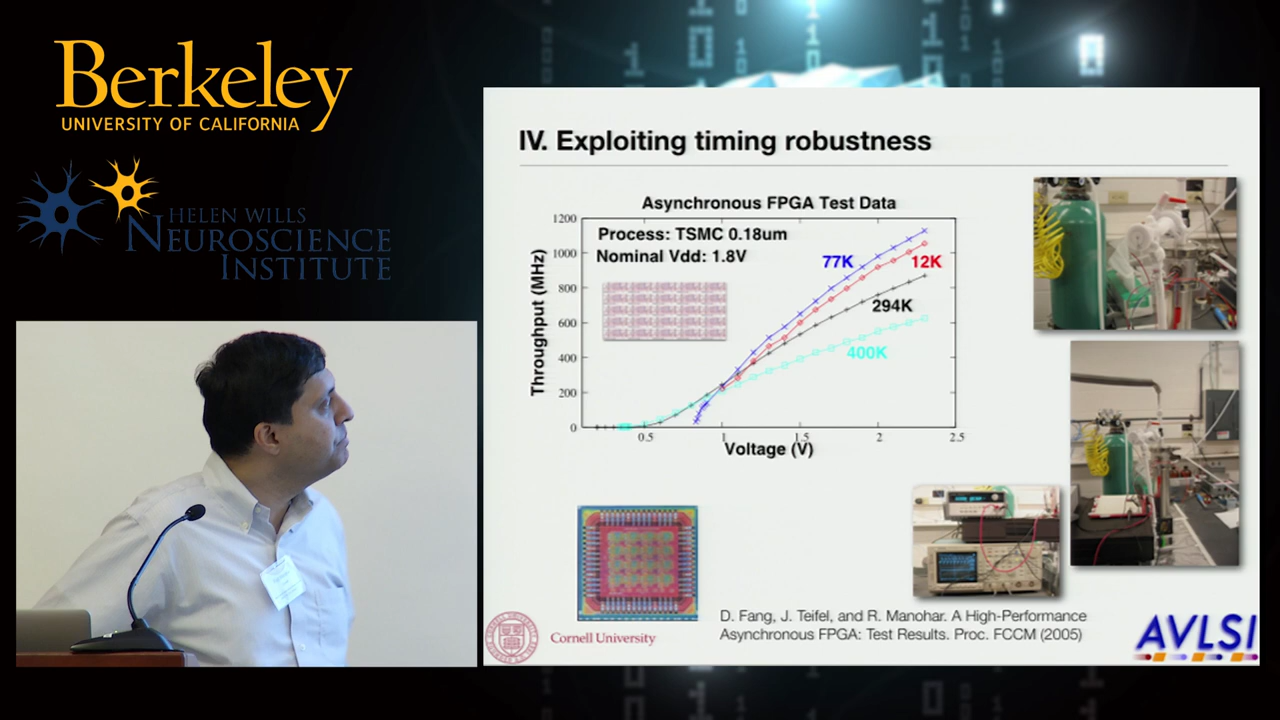 Berkeley
UNIVERSITY OF CALIFORNIA
HELEN WILLS
NEUROSCIENCE
INSTITUTE
IV. Exploiting timing robustness
Asynchronous FPGA Test Data
Process: TSMC 0.18um
Nominal Vdd: 1.8V
77K
12K
294K
400K
1200
1000
800
600
400
200
0
0.5
1
1.5
2
2.5
Throughput (MHz)
Voltage (V)
D. Fang, J. Teifel, and R. Manohar. A High-Performance
Asynchronous FPGA: Test Results. Proc. FCCM (2005)
Cornell University
AVLSI